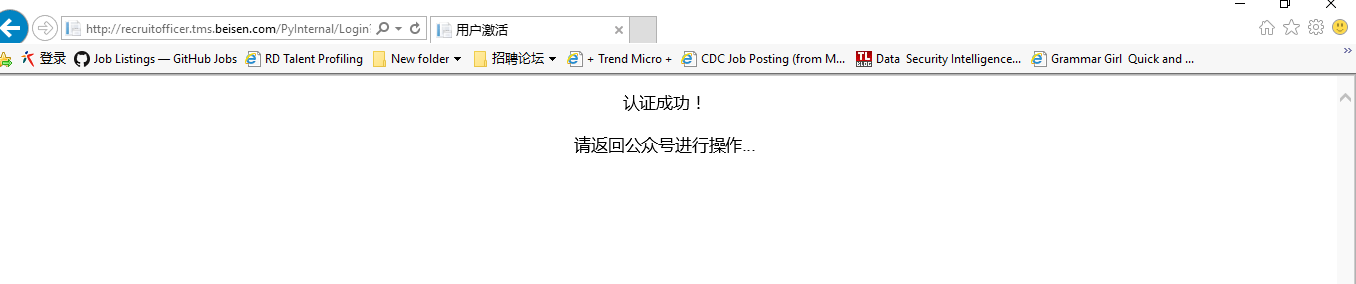 http://recruitofficer.tms.beisen.com/PyInternal/Login
用户激活
登录 Job Listings — GitHub Jobs RD Talent Profiling New folder 招聘论坛 + Trend Micro + CDC Job Posting (from M... Data Security Intelligence... Grammar Girl Quick and ...
认证成功！
请返回公众号进行操作...